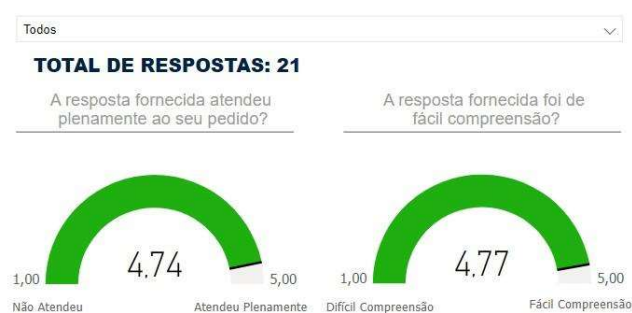 Todos
TOTAL DE RESPOSTAS: 21
A resposta fornecida atendeu
plenamente ao seu pedido?
4,74
1,00
5,00
Não Atendeu
Atendeu Plenamente
A resposta fornecida foi de
fácil compreensão?
4,77
1,00
5,00
Difícil Compreensão
Fácil Compreensão